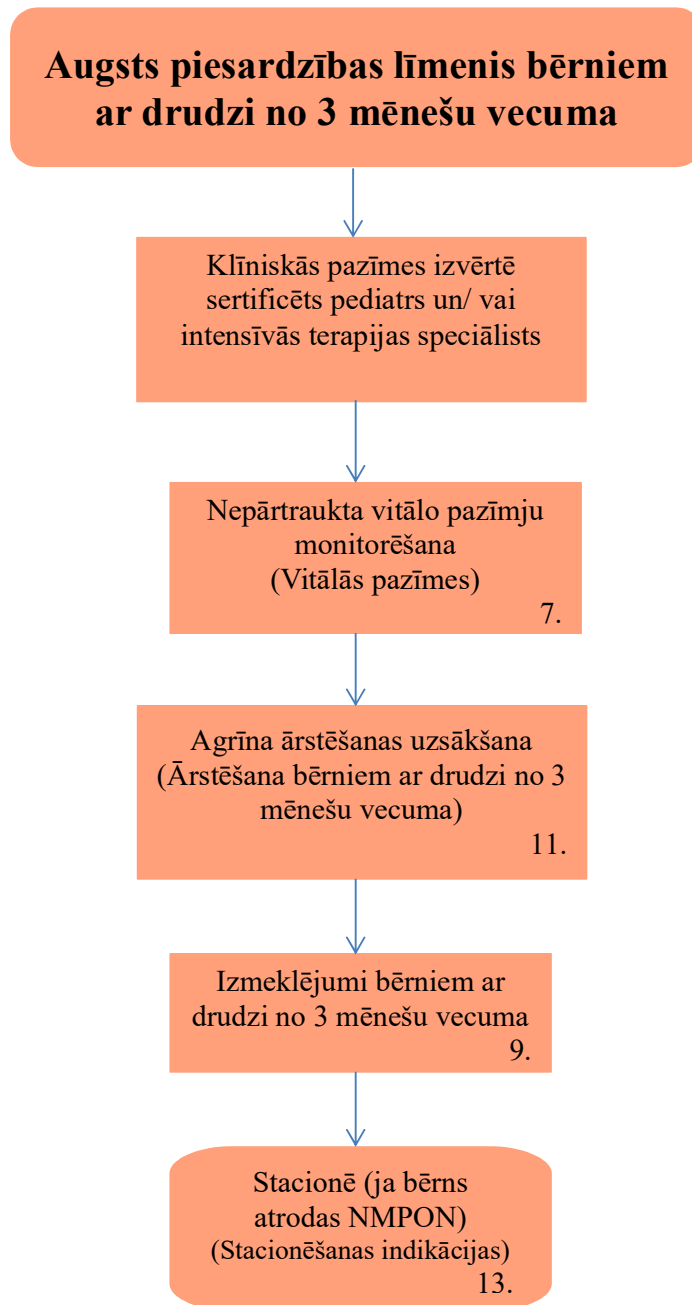 Augsts piesardzības līmenis bērniem
ar drudzi no 3 mēnešu vecuma
Klīniskās pazīmes izvērtē
sertificēts pediatrs un/ vai
intensīvās terapijas speciālists
Nepārtraukta vitālo pazīmju
monitorēšana
(Vitālās pazīmes)
7.
Agrīna ārstēšanas uzsākšana
(Ārstēšana bērniem ar drudzi no 3
mēnešu vecuma)
11.
Izmeklējumi bērniem ar
drudzi no 3 mēnešu vecuma
9.
Stacionē (ja bērns
atrodas NMPON)
(Stacionēšanas indikācijas)
13.